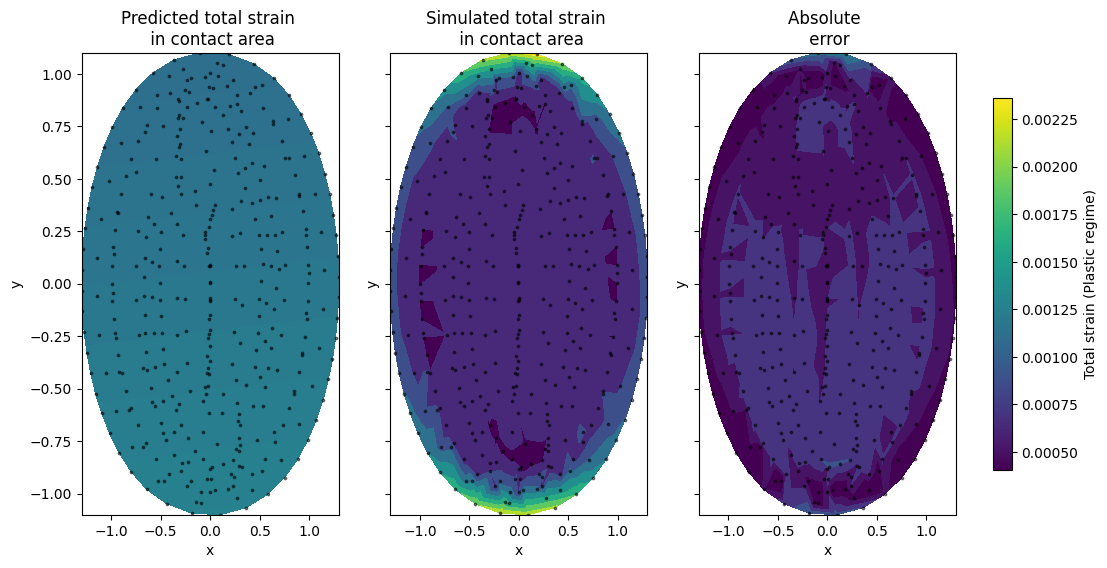 Predicted total strain
in contact area
Simulated total strain
in contact area
Absolute
error
1.00
0.75
0.50
0.25
0.00
−0.25
−0.50
−0.75
−1.00
y
−1.0 −0.5 0.0 0.5 1.0
x
y
−1.0 −0.5 0.0 0.5 1.0
x
y
−1.0 −0.5 0.0 0.5 1.0
x
0.00225
0.00200
0.00175
0.00150
0.00125
0.00100
0.00075
0.00050
Total strain (Plastic regime)